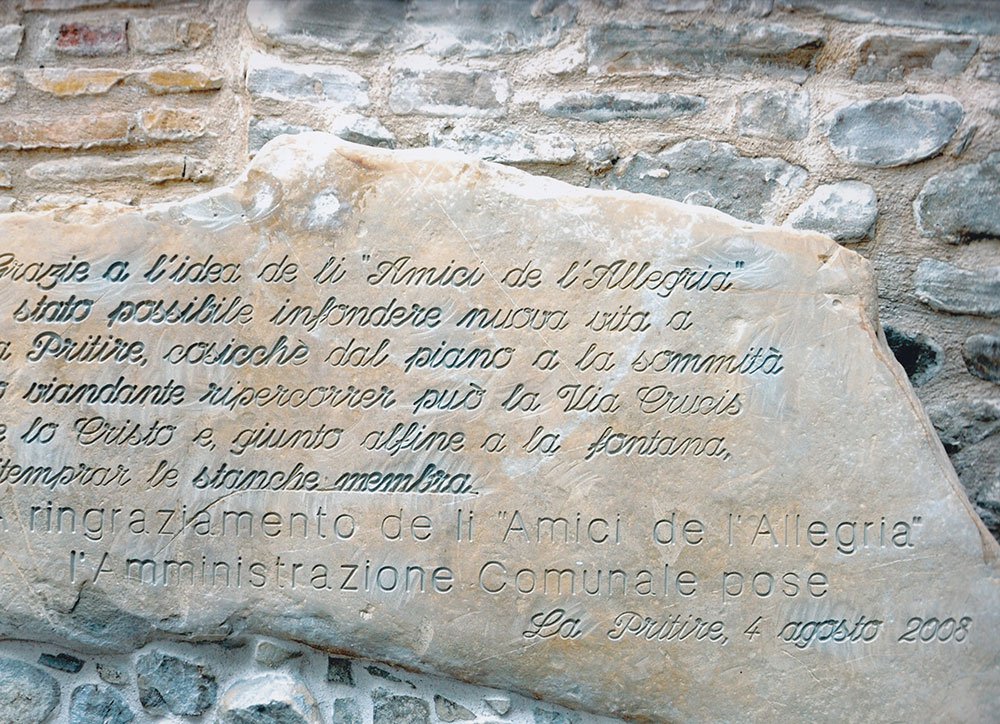 Grazie a l'idea de li "Amici de l'Allegria"
stato possibile infondere nuova vita a
a Pritire, cosicchè dal piano a la sommità
viandante ripercorrer può la Via Crucis
e lo Cristo e, giunto alfine a la fontana,
temprar le stanche membra.
A ringraziamento de li "Amici de l'Allegria"
l'Amministrazione Comunale pose
La Pritire, 4 agosto 2008